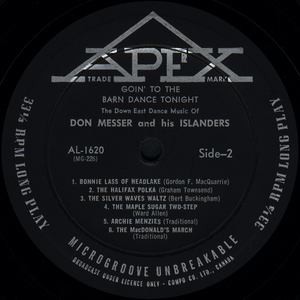 APEX
TRADE MARK
GOIN' TO THE
BARN DANCE TONIGHT
The Down East Dance Music Of
DON MESSER and his ISLANDERS
AL-1620
(MG-225)
Side-2
1. BONNIE LASS OF HEADLAKE (Gordon F. MacQuarrie)
2. THE HALIFAX POLKA (Graham Townsend)
3. THE SILVER WAVES WALTZ (Bert Buckingham)
4. THE MAPLE SUGAR TWO-STEP
(Ward Allen)
5. ARCHIE MENZIES (Traditional)
6. THE MacDONALD'S MARCH
(Traditional)
33⅓ RPM LONG PLAY
33⅓ RPM LONG PLAY
MICROGROOVE UNBREAKABLE
BROADCAST UNDER LICENCE ONLY - COMPO CO. LTD., CANADA